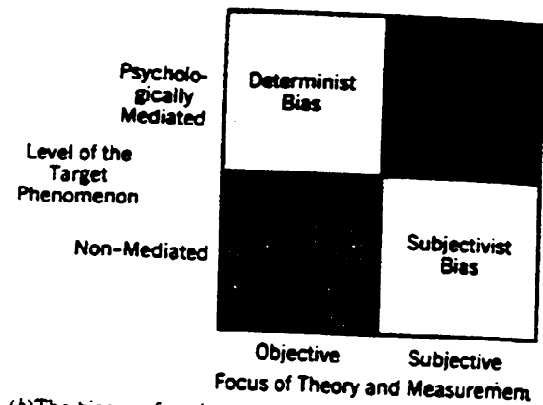 Psycholo-
gically
Mediated
Determinist
Bias
Level of the
Target
Phenomenon
Non-Mediated
Subjectivist
Bias
Objective Subjective
Focus of Theory and Measurement
(b) The